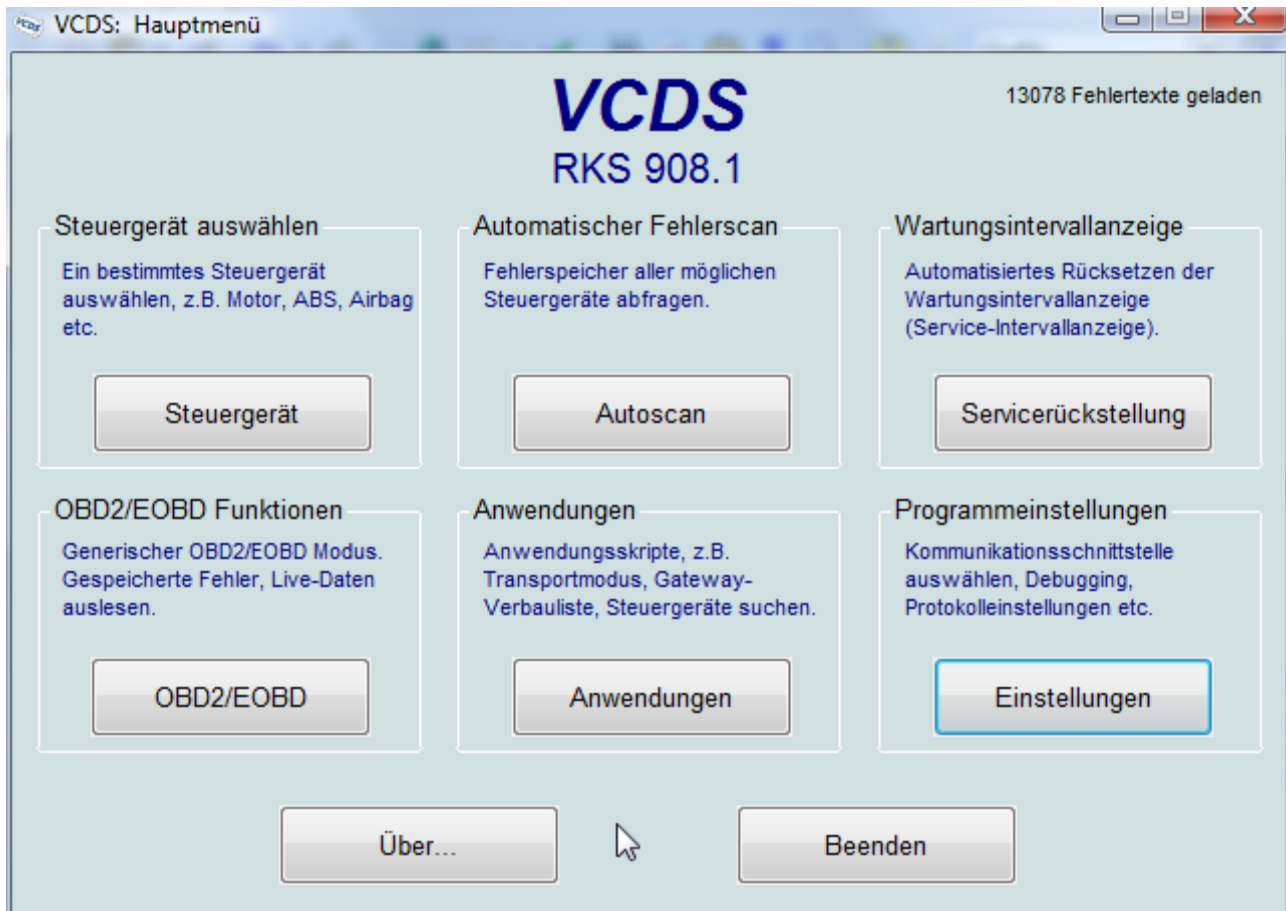 VCDS: Hauptmenü
VCDS
13078 Fehlertexte geladen
RKS 908.1
Steuergerät auswählen
Ein bestimmtes Steuergerät
auswählen, z.B. Motor, ABS, Airbag
etc.
Steuergerät
Automatischer Fehlerscan
Fehlerspeicher aller möglichen
Steuergeräte abfragen.
Autoscan
Wartungsintervallanzeige
Automatisiertes Rücksetzen der
Wartungsintervallanzeige
(Service-Intervallanzeige).
Servicerückstellung
OBD2/EOBD Funktionen
Generischer OBD2/EOBD Modus.
Gespeicherte Fehler, Live-Daten
auslesen.
OBD2/EOBD
Anwendungen
Anwendungsskripte, z.B.
Transportmodus, Gateway-
Verbauliste, Steuergeräte suchen.
Anwendungen
Programmeinstellungen
Kommunikationsschnittstelle
auswählen, Debugging,
Protokolleinstellungen etc.
Einstellungen
Über...
Beenden